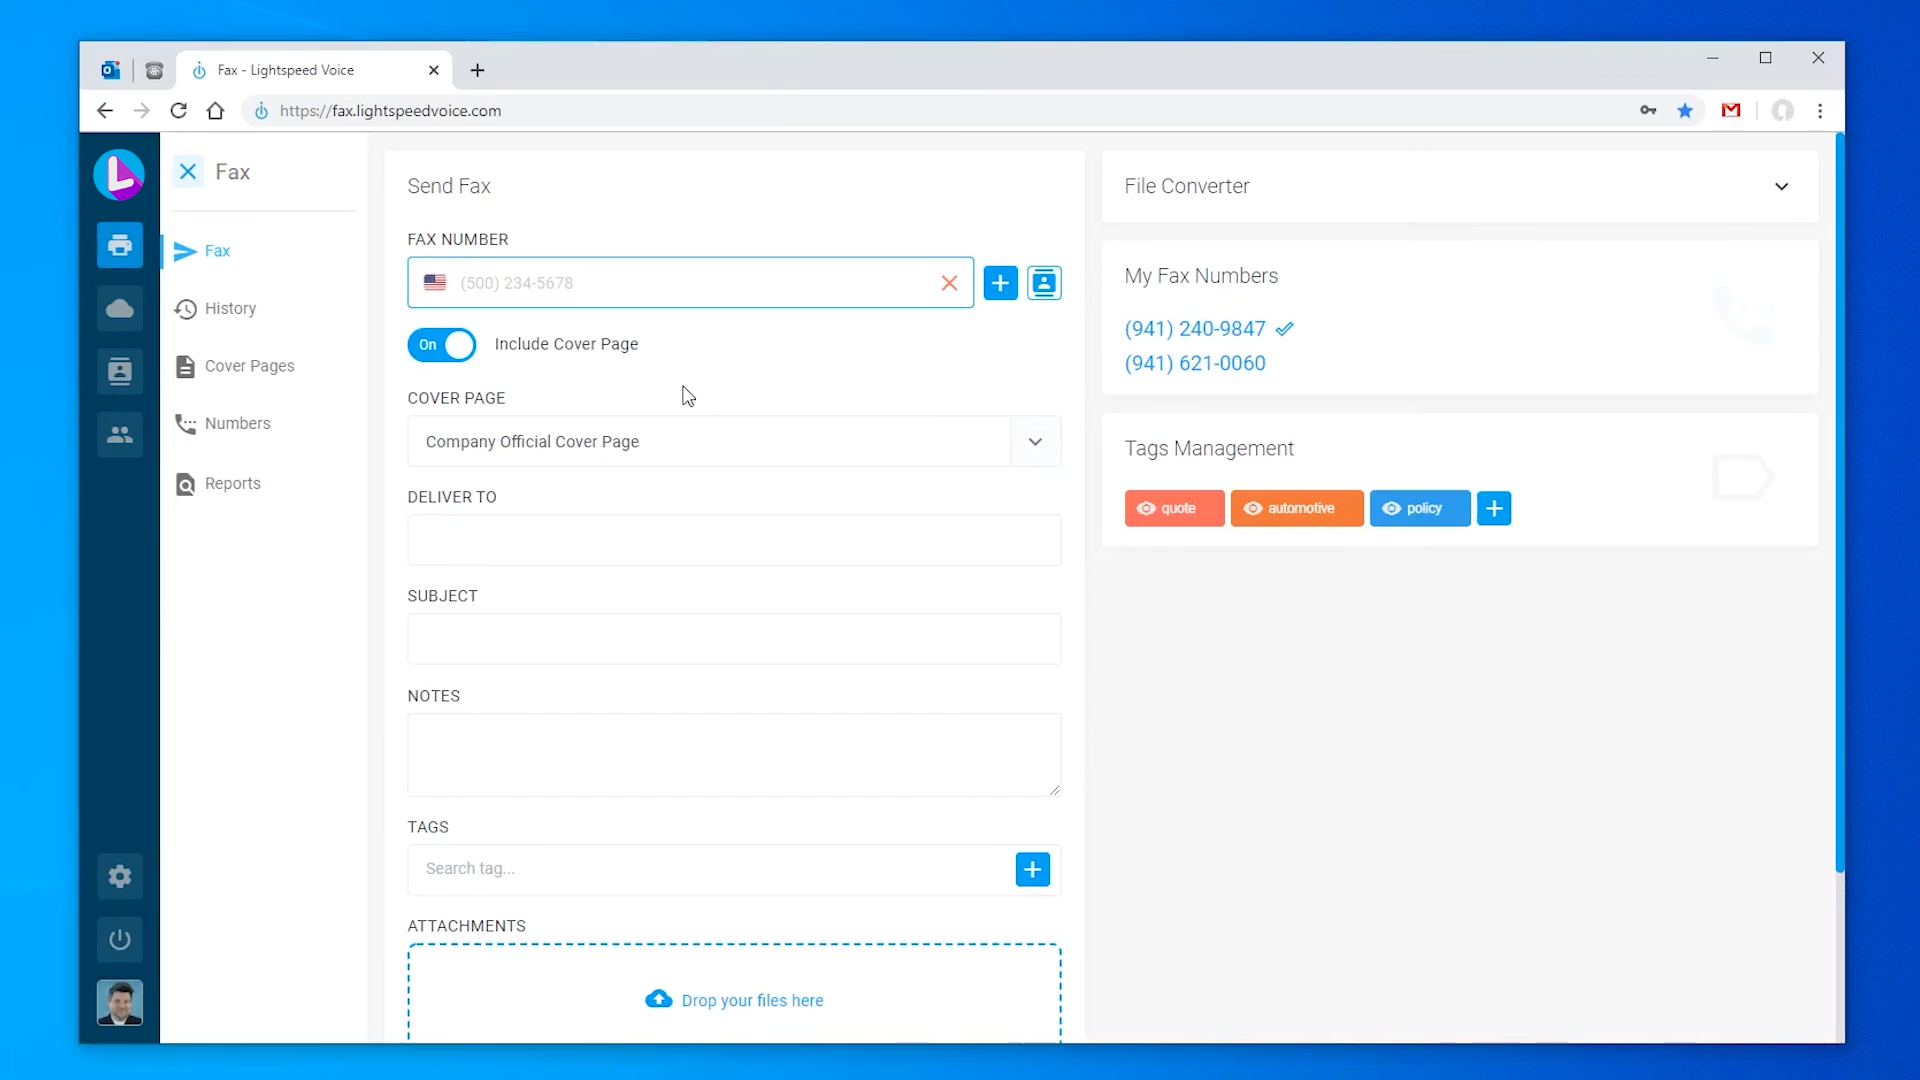 Fax - Lightspeed Voice
https://fax.lightspeedvoice.com
Fax
Fax
History
Cover Pages
Numbers
Reports
Send Fax
FAX NUMBER
(500) 234-5678
On
Include Cover Page
COVER PAGE
Company Official Cover Page
DELIVER TO
SUBJECT
NOTES
TAGS
Search tag...
ATTACHMENTS
Drop your files here
File Converter
My Fax Numbers
(941) 240-9847
(941) 621-0060
Tags Management
quote
automotive
policy